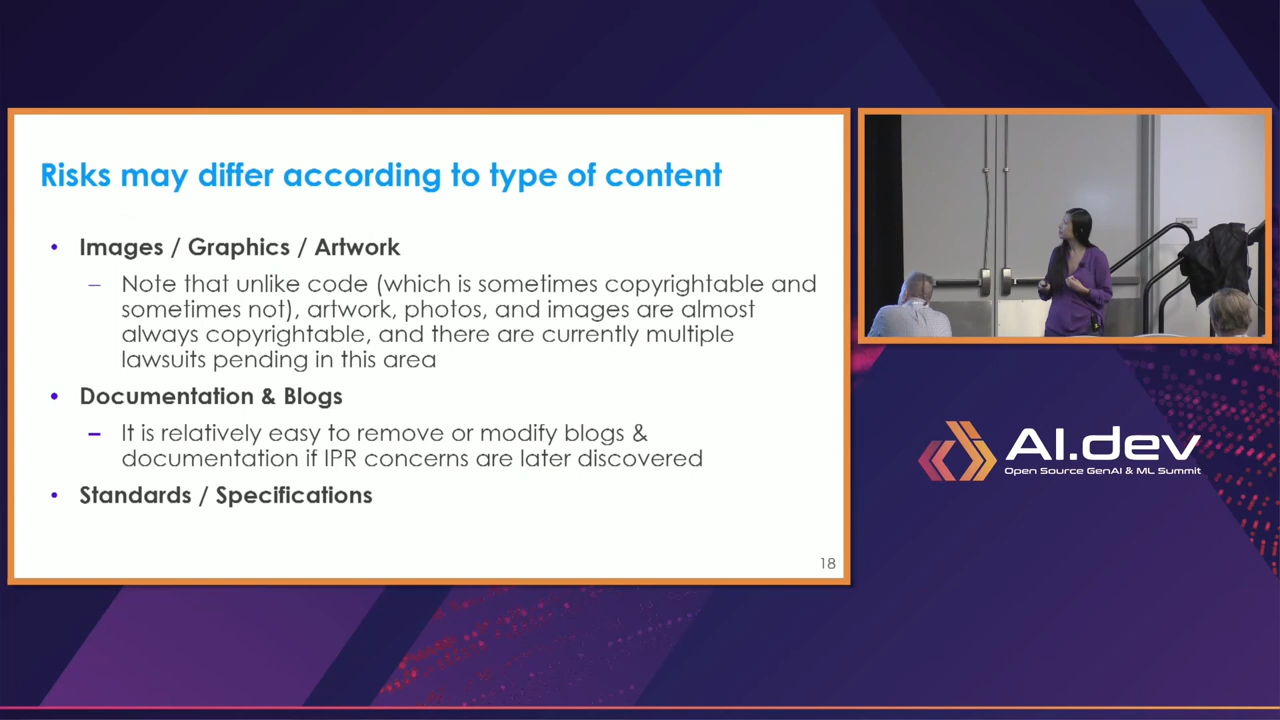 Risks may differ according to type of content
• Images / Graphics / Artwork
– Note that unlike code (which is sometimes copyrightable and
sometimes not), artwork, photos, and images are almost
always copyrightable, and there are currently multiple
lawsuits pending in this area
• Documentation & Blogs
– It is relatively easy to remove or modify blogs &
documentation if IPR concerns are later discovered
• Standards / Specifications
18
AI.dev
Open Source GenAI & ML Summit